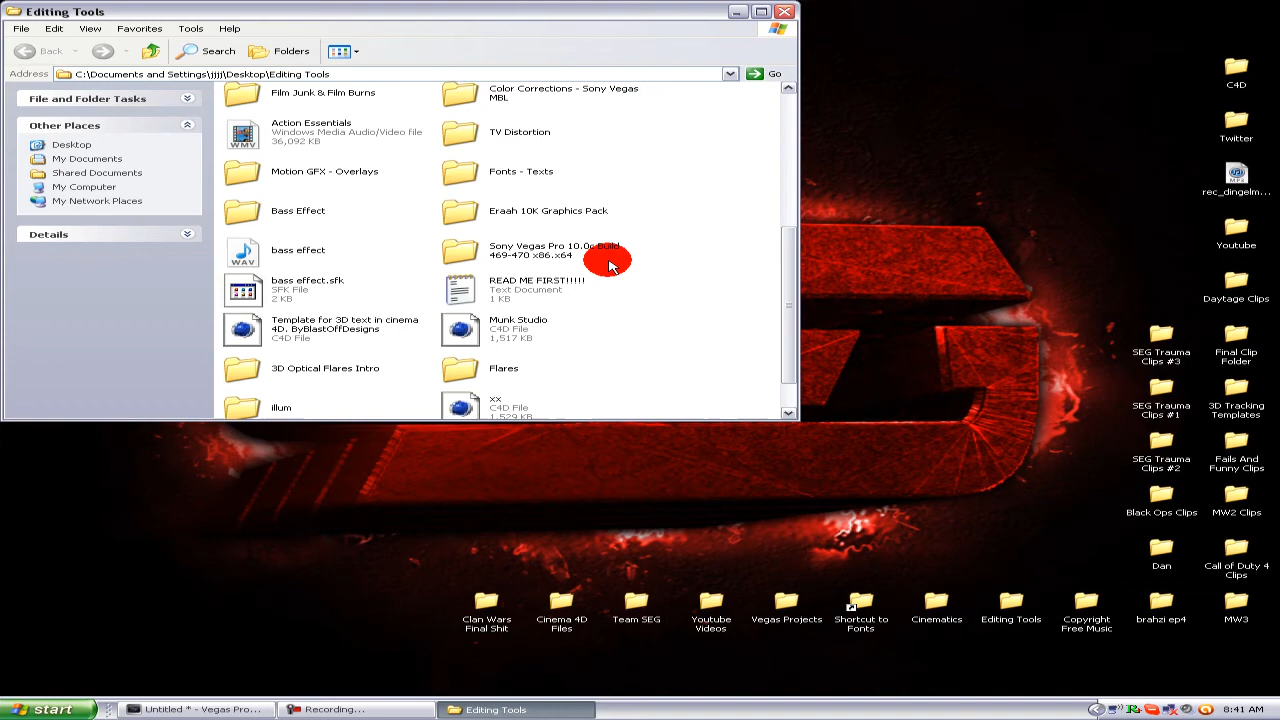 Editing Tools
File
Edit
Favorites
Tools
Help
Back
Search
Folders
Address
C:\Documents and Settings\jjjj\Desktop\Editing Tools
Go
File and Folder Tasks
Other Places
Desktop
My Documents
Shared Documents
My Computer
My Network Places
Details
Film Junk & Film Burns
Color Corrections - Sony Vegas
MBL
Action Essentials
Windows Media Audio/Video file
36,092 KB
WMV
TV Distortion
Motion GFX - Overlays
Fonts - Texts
Bass Effect
Eraah 10K Graphics Pack
bass effect
WAV
Sony Vegas Pro 10.0c Build
469-470 x86.x64
bass effect.sfk
SFK File
2 KB
READ ME FIRST!!!!!
Text Document
1 KB
Template for 3D text in cinema
4D. ByBlastOffDesigns
C4D File
Munk Studio
C4D File
1,517 KB
3D Optical Flares Intro
Flares
illum
xx
C4D File
1,529 KB
C4D
Twitter
MP3
rec_dingelm...
Youtube
Daytage Clips
SEG Trauma
Clips #3
Final Clip
Folder
SEG Trauma
Clips #1
3D Tracking
Templates
SEG Trauma
Clips #2
Fails And
Funny Clips
Black Ops Clips
MW2 Clips
Dan
Call of Duty 4
Clips
Clan Wars
Final Shit
Cinema 4D
Files
Team SEG
Youtube
Videos
Vegas Projects
Shortcut to
Fonts
Cinematics
Editing Tools
Copyright
Free Music
brahzi ep4
MW3
start
Untitled * - Vegas Pro...
Recording...
Editing Tools
8:41 AM